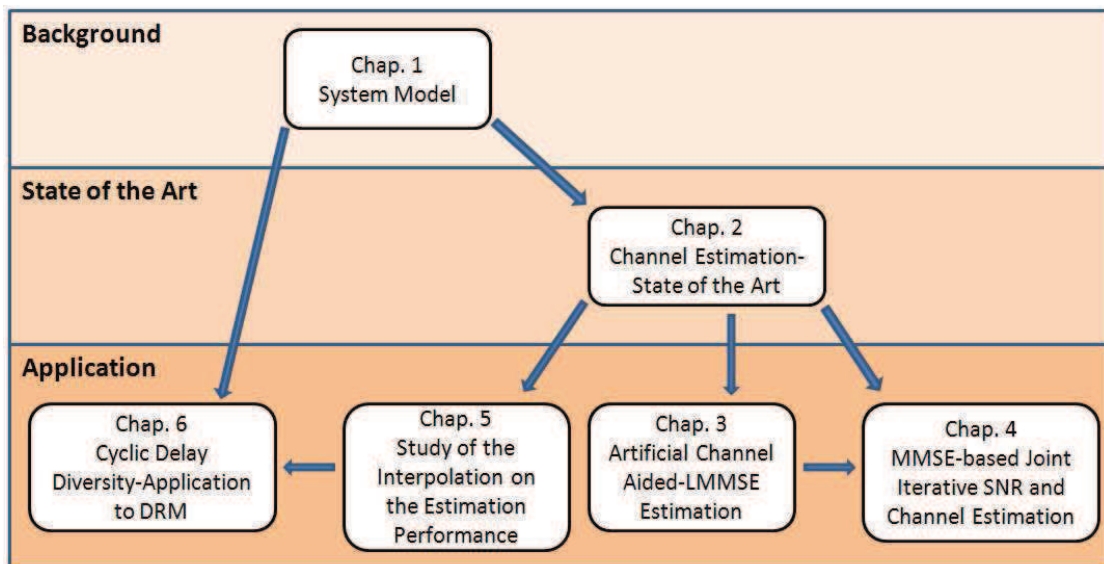 Background
Chap. 1
System Model
State of the Art
Chap. 2
Channel Estimation-
State of the Art
Application
Chap. 6
Cyclic Delay
Diversity-Application
to DRM
Chap. 5
Study of the
Interpolation on
the Estimation
Performance
Chap. 3
Artificial Channel
Aided-LMMSE
Estimation
Chap. 4
MMSE-based Joint
Iterative SNR and
Channel Estimation